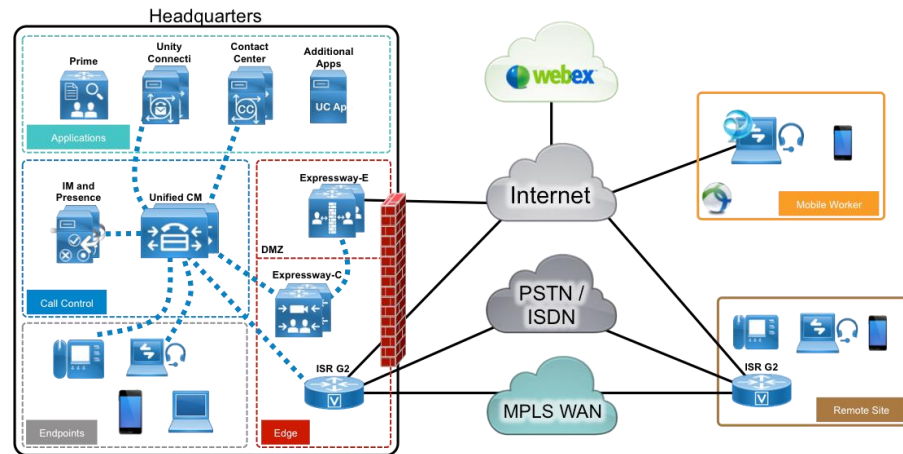 Headquarters
Prime
Unity
Connecti
Contact
Center
Additional
Apps
CC
UC Ap
Applications
webex
IM and
Presence
Unified CM
Expressway-E
Internet
Mobile Worker
DMZ
Expressway-C
Call Control
PSTN /
ISDN
ISR G2
V
ISR G2
V
MPLS WAN
Endpoints
Edge
Remote Site